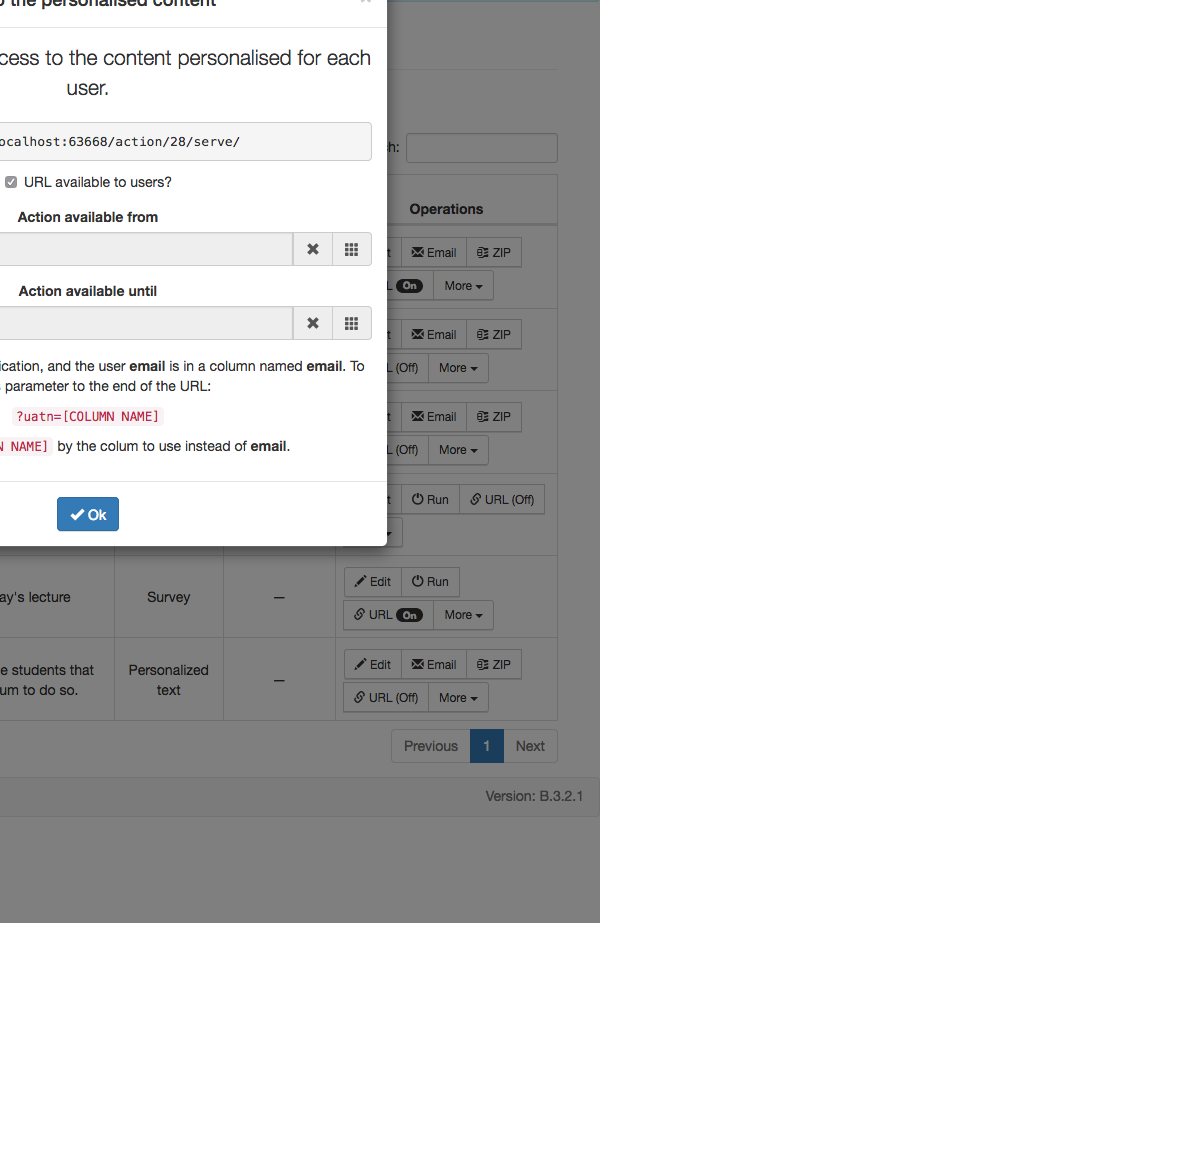 the personalised content
cess to the content personalised for each
user.
ocalhost:63668/action/28/serve/
URL available to users?
Action available from
Action available until
ication, and the user email is in a column named email. To
parameter to the end of the URL:
?uatn=[COLUMN NAME]
NAME] by the colum to use instead of email.
Ok
h:
Operations
t Email ZIP
L On More
t Email ZIP
L (Off) More
t Email ZIP
L (Off) More
t Run URL (Off)
ay's lecture Survey — Edit Run
URL On More
e students that Personalized — Edit Email ZIP
um to do so. text URL (Off) More
Previous 1 Next
Version: B.3.2.1